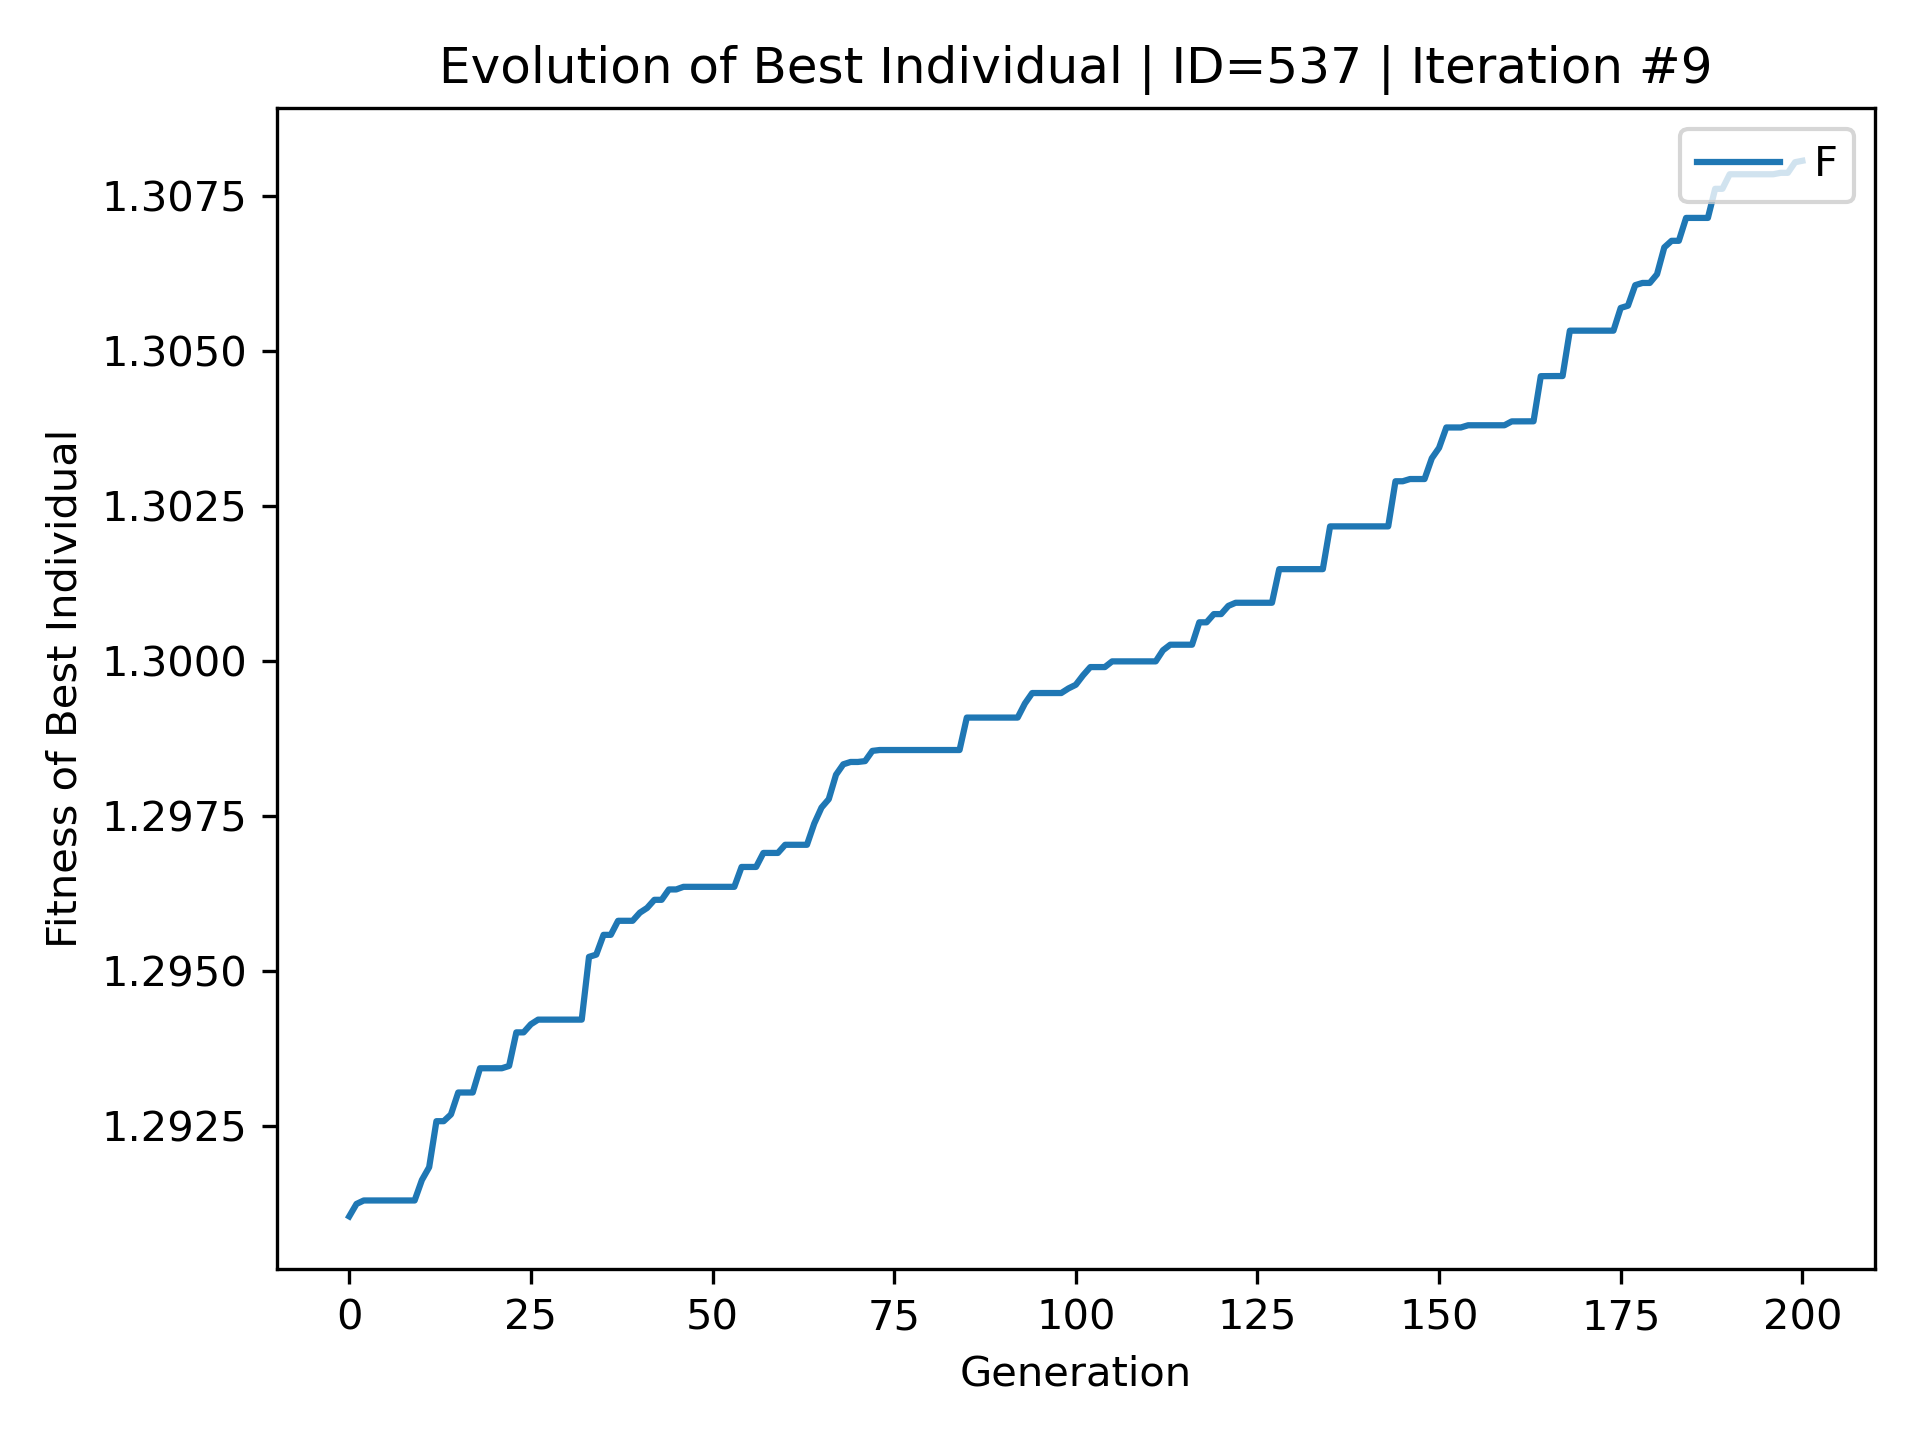 Evolution of Best Individual | ID=537 | Iteration #9
F
1.3075
1.3050
1.3025
1.3000
1.2975
1.2950
1.2925
Fitness of Best Individual
0 25 50 75 100 125 150 175 200
Generation